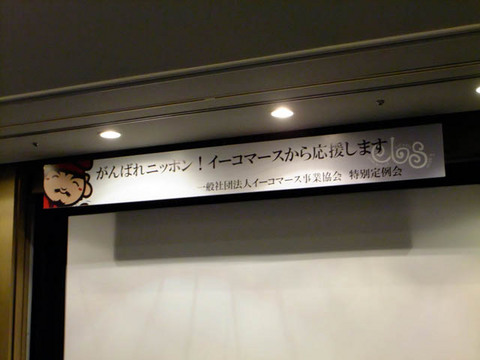 がんばれニッポン！イーコマースから応援します
一般社団法人イーコマース事業協会 特別定例会